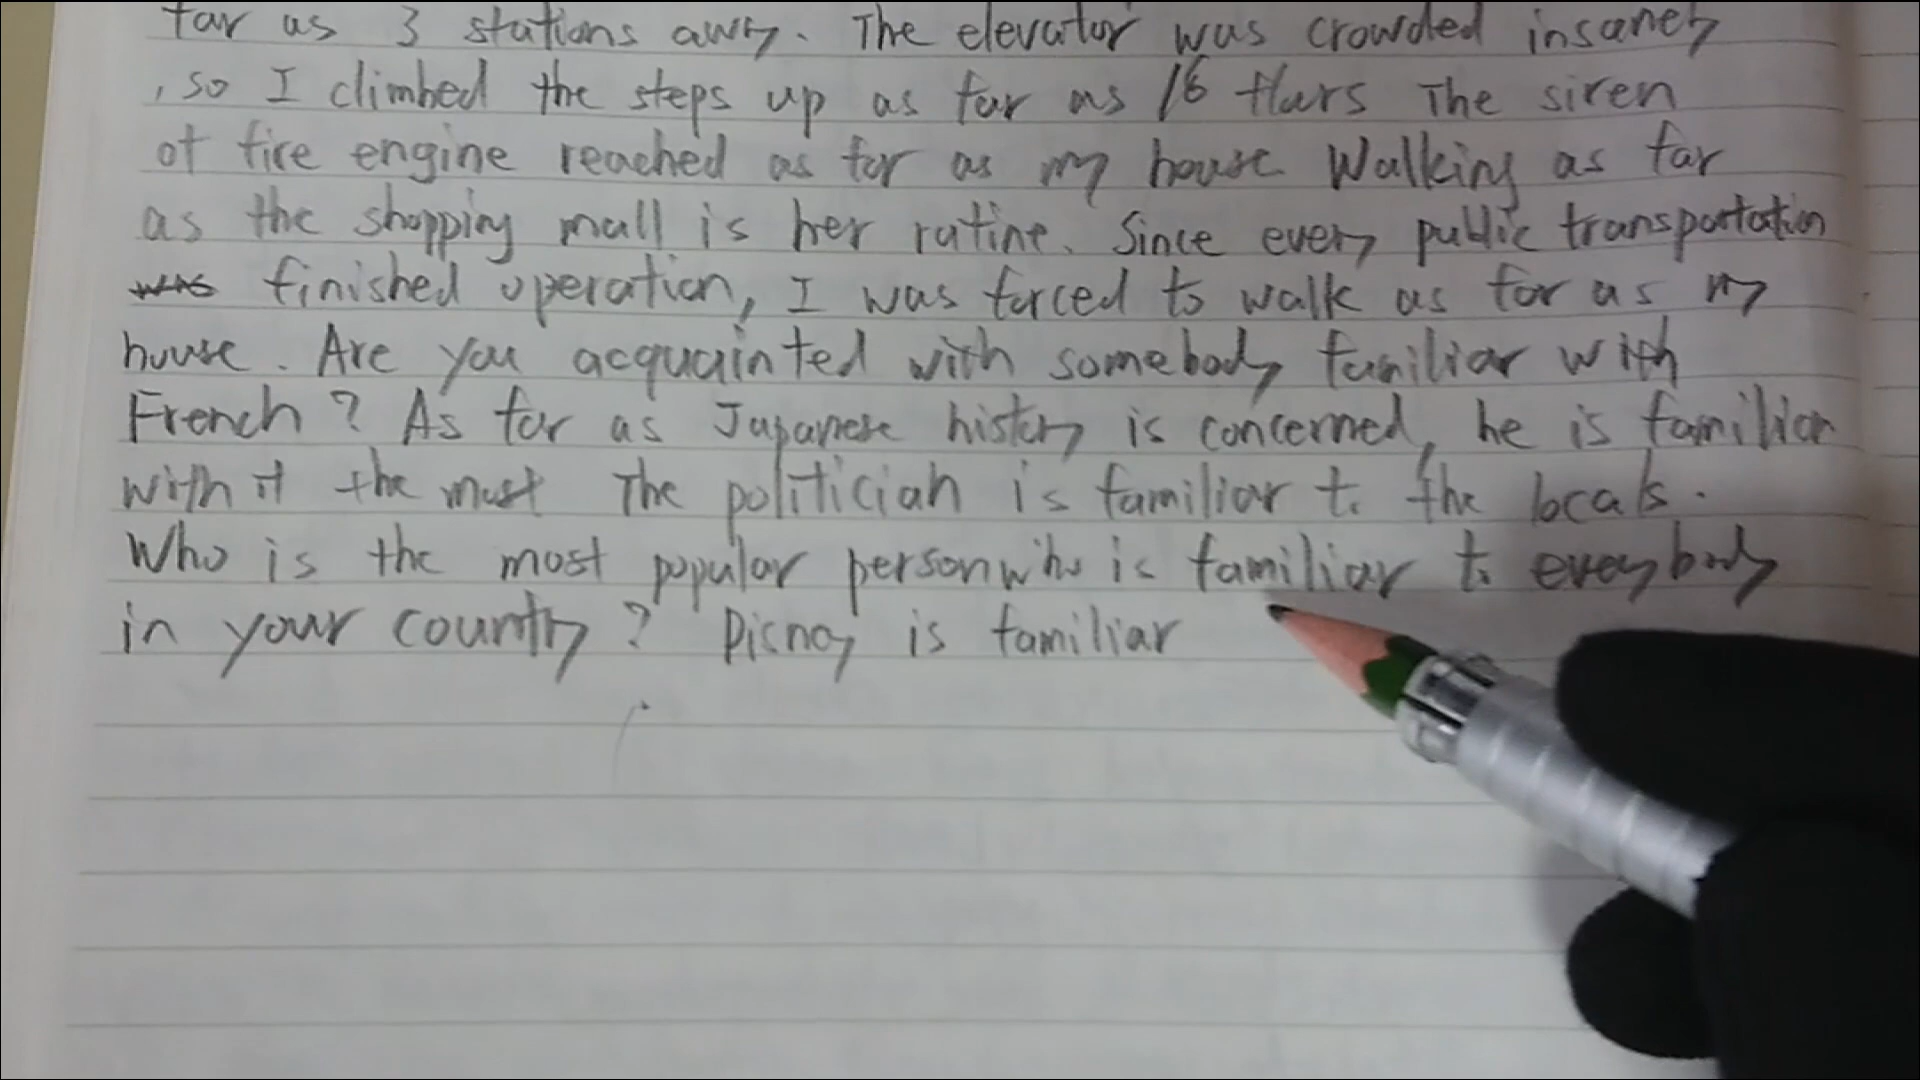 far as 3 stations away. The elevator was crowded insanely
, so I climbed the steps up as far as 16 flurs The siren
of fire engine reached as far as my house Walking as far
as the shopping mall is her rutine. Since every public transportation
was finished operation, I was forced to walk as far as my
house. Are you acquainted with somebody familiar with
French? As far as Japanese history is concerned, he is familiar
with it the most The politician is familiar to the locals.
Who is the most popular person who is familiar to everybody
in your country? Disney is familiar